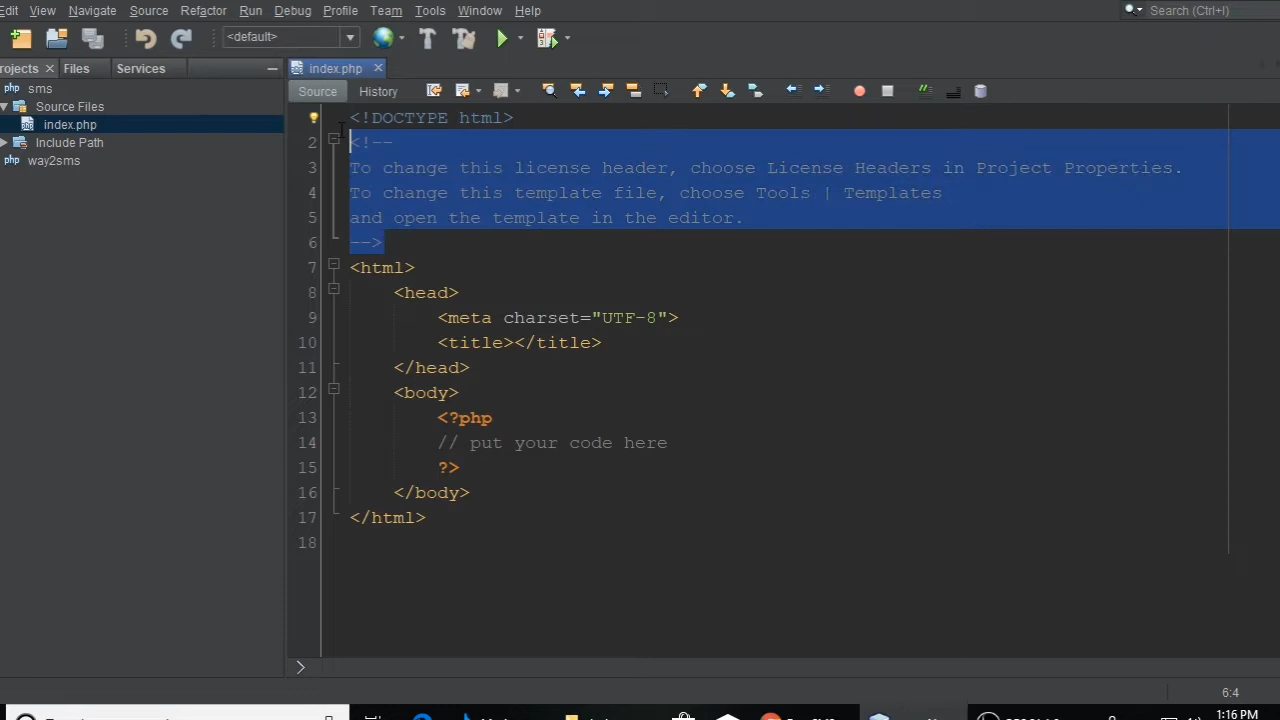 Edit View Navigate Source Refactor Run Debug Profile Team Tools Window Help Search (Ctrl+I)
<default>
rojects Files Services index.php
Source History
php sms
Source Files
index.php
Include Path
php way2sms
<!DOCTYPE html>
2 <!--
3 To change this license header, choose License Headers in Project Properties.
4 To change this template file, choose Tools | Templates
5 and open the template in the editor.
6 -->
7 <html>
8 <head>
9 <meta charset="UTF-8">
10 <title></title>
11 </head>
12 <body>
13 <?php
14 // put your code here
15 ?>
16 </body>
17 </html>
18
6:4
1:16 PM